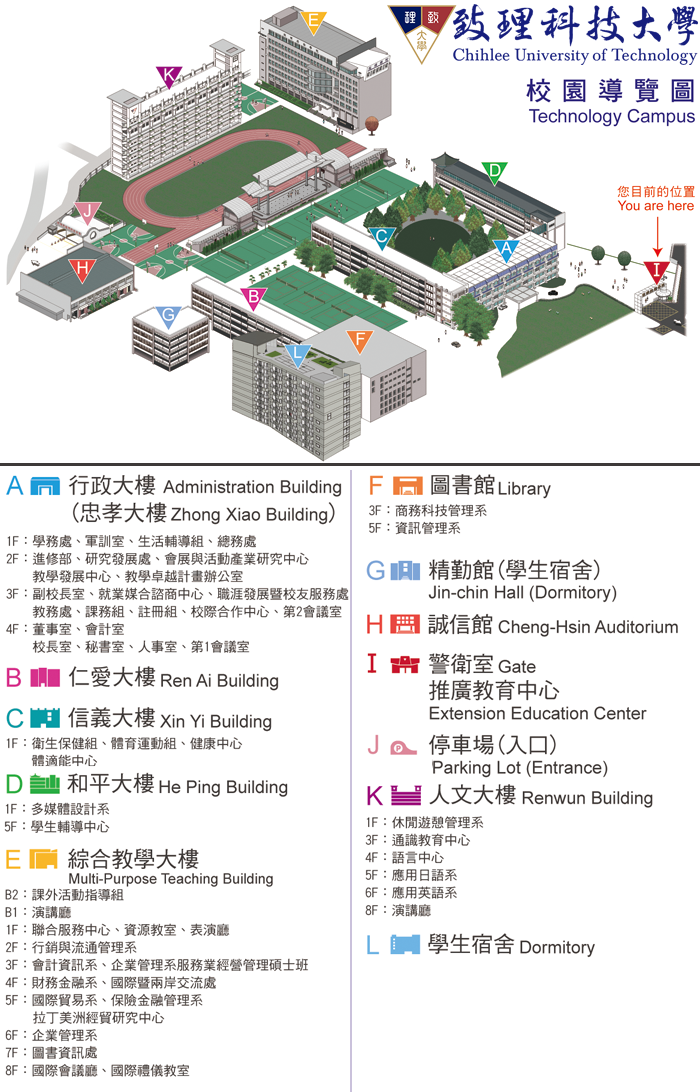 致理科技大學
Chihlee University of Technology
校園導覽圖
Technology Campus
理致
大學
E
K
D
您目前的位置
You are here
J
C
A
H
I
B
G
L
F
A 行政大樓 Administration Building
（忠孝大樓 Zhong Xiao Building）
1F：學務處、軍訓室、生活輔導組、總務處
2F：進修部、研究發展處、會展與活動產業研究中心
教學發展中心、教學卓越計畫辦公室
3F：副校長室、就業媒合諮商中心、職涯發展暨校友服務處
教務處、課務組、註冊組、校際合作中心、第2會議室
4F：董事室、會計室
校長室、秘書室、人事室、第1會議室
B 仁愛大樓 Ren Ai Building
C 信義大樓 Xin Yi Building
1F：衛生保健組、體育運動組、健康中心
體適能中心
D 和平大樓 He Ping Building
1F：多媒體設計系
5F：學生輔導中心
E 綜合教學大樓
Multi-Purpose Teaching Building
B2：課外活動指導組
B1：演講廳
1F：聯合服務中心、資源教室、表演廳
2F：行銷與流通管理系
3F：會計資訊系、企業管理系服務業經營管理碩士班
4F：財務金融系、國際暨兩岸交流處
5F：國際貿易系、保險金融管理系
拉丁美洲經貿研究中心
6F：企業管理系
7F：圖書資訊處
8F：國際會議廳、國際禮儀教室
F 圖書館 Library
3F：商務科技管理系
5F：資訊管理系
G 精勤館（學生宿舍）
Jin-chin Hall (Dormitory)
H 誠信館 Cheng-Hsin Auditorium
I 警衛室 Gate
推廣教育中心
Extension Education Center
J P 停車場（入口）
Parking Lot (Entrance)
K 人文大樓 Renwun Building
1F：休閒遊憩管理系
3F：通識教育中心
4F：語言中心
5F：應用日語系
6F：應用英語系
8F：演講廳
L 學生宿舍 Dormitory